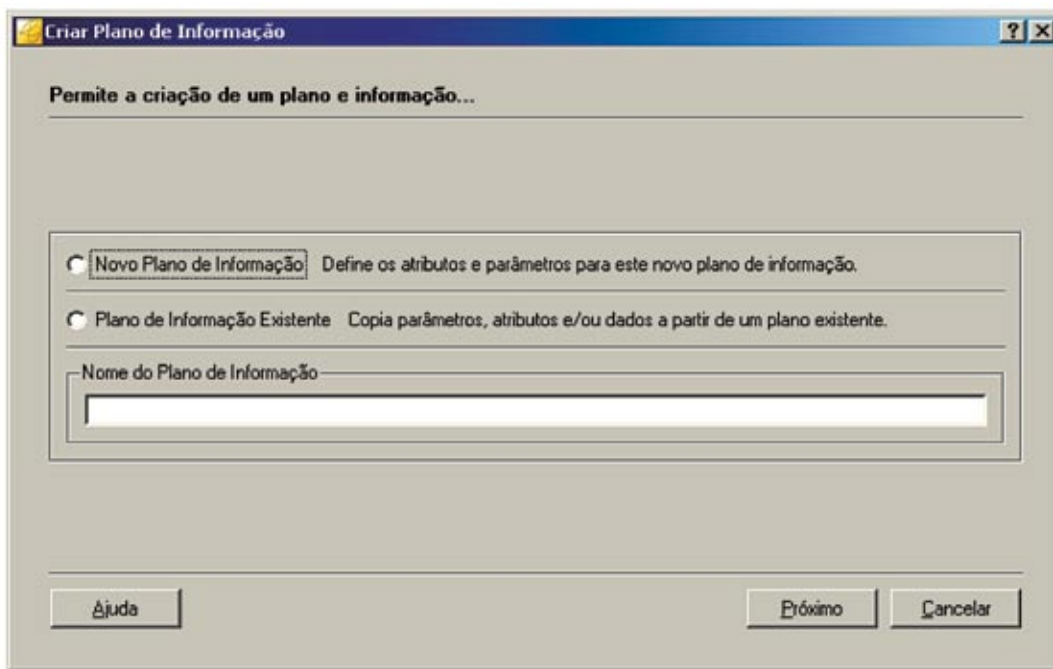 Criar Plano de Informação
Permite a criação de um plano e informação...
Novo Plano de Informação Define os atributos e parâmetros para este novo plano de informação.
Plano de Informação Existente Copia parâmetros, atributos e/ou dados a partir de um plano existente.
Nome do Plano de Informação
Ajuda Próximo Cancelar